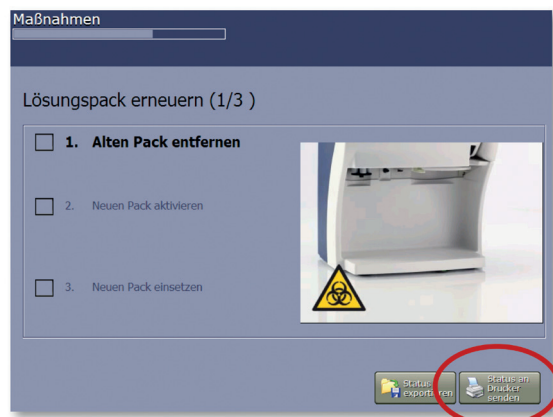 Maßnahmen
Lösungspack erneuern (1/3 )
1. Alten Pack entfernen
2. Neuen Pack aktivieren
3. Neuen Pack einsetzen
Status exportieren
Status an Drucker senden